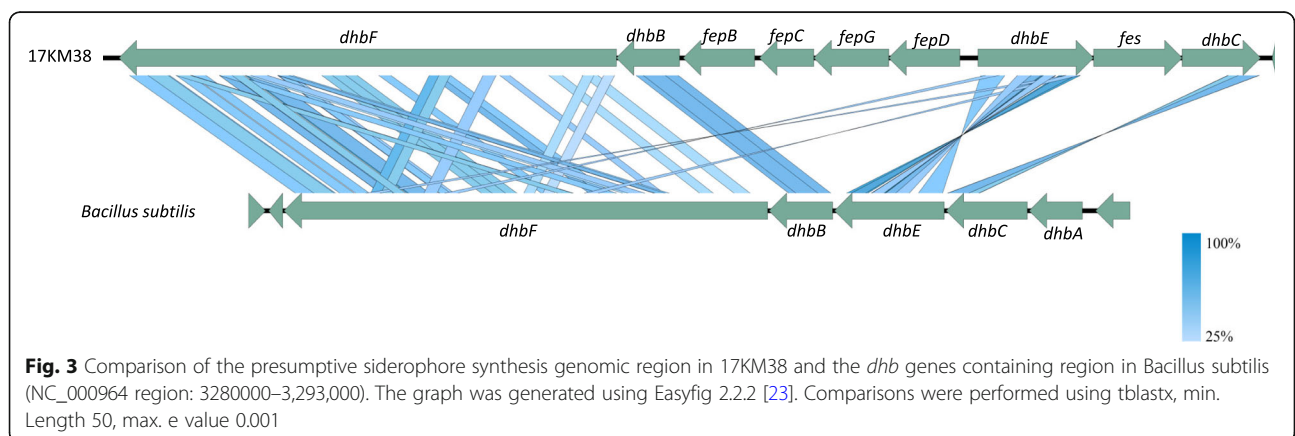 dhbF dhbB fepB fepC fepG fepD dhbE fes dhbC
17KM38
Bacillus subtilis
dhbF dhbB dhbE dhbC dhbA
100%
25%
Fig. 3 Comparison of the presumptive siderophore synthesis genomic region in 17KM38 and the dhb genes containing region in Bacillus subtilis
(NC_000964 region: 3280000–3,293,000). The graph was generated using Easyfig 2.2.2 [23]. Comparisons were performed using tblastx, min.
Length 50, max. e value 0.001